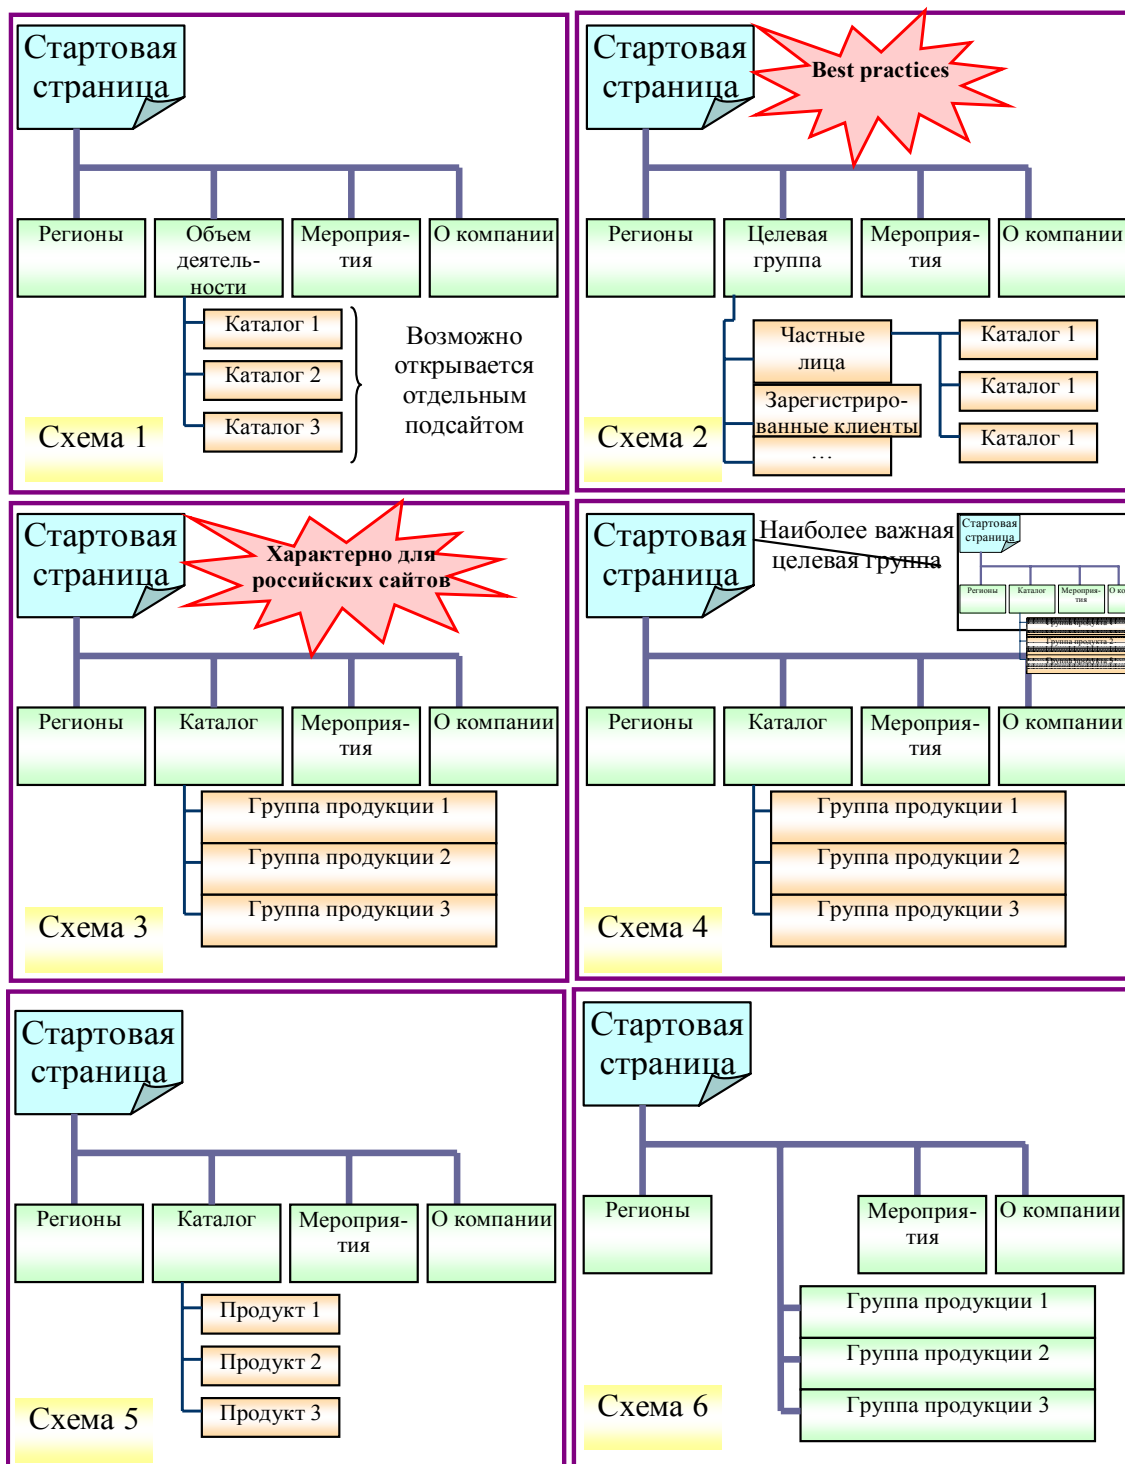 Стартовая
страница
Регионы
Объем
деятель-
ности
Мероприя-
тия
О компании
Каталог 1
Каталог 2
Каталог 3
Возможно
открывается
отдельным
подсайтом
Схема 1
Стартовая
страница
Best practices
Регионы
Целевая
группа
Мероприя-
тия
О компании
Частные
лица
Зарегистриро-
ванные клиенты
…
Каталог 1
Каталог 1
Каталог 1
Схема 2
Стартовая
страница
Характерно для
российских сайтов
Регионы
Каталог
Мероприя-
тия
О компании
Группа продукции 1
Группа продукции 2
Группа продукции 3
Схема 3
Стартовая
страница
Наиболее важная
целевая группа
Стартовая
страница
Регионы
Каталог
Мероприя-
тия
О ком
Группа продукта 2
Регионы
Каталог
Мероприя-
тия
О компании
Группа продукции 1
Группа продукции 2
Группа продукции 3
Схема 4
Стартовая
страница
Регионы
Каталог
Мероприя-
тия
О компании
Продукт 1
Продукт 2
Продукт 3
Схема 5
Стартовая
страница
Регионы
Мероприя-
тия
О компании
Группа продукции 1
Группа продукции 2
Группа продукции 3
Схема 6